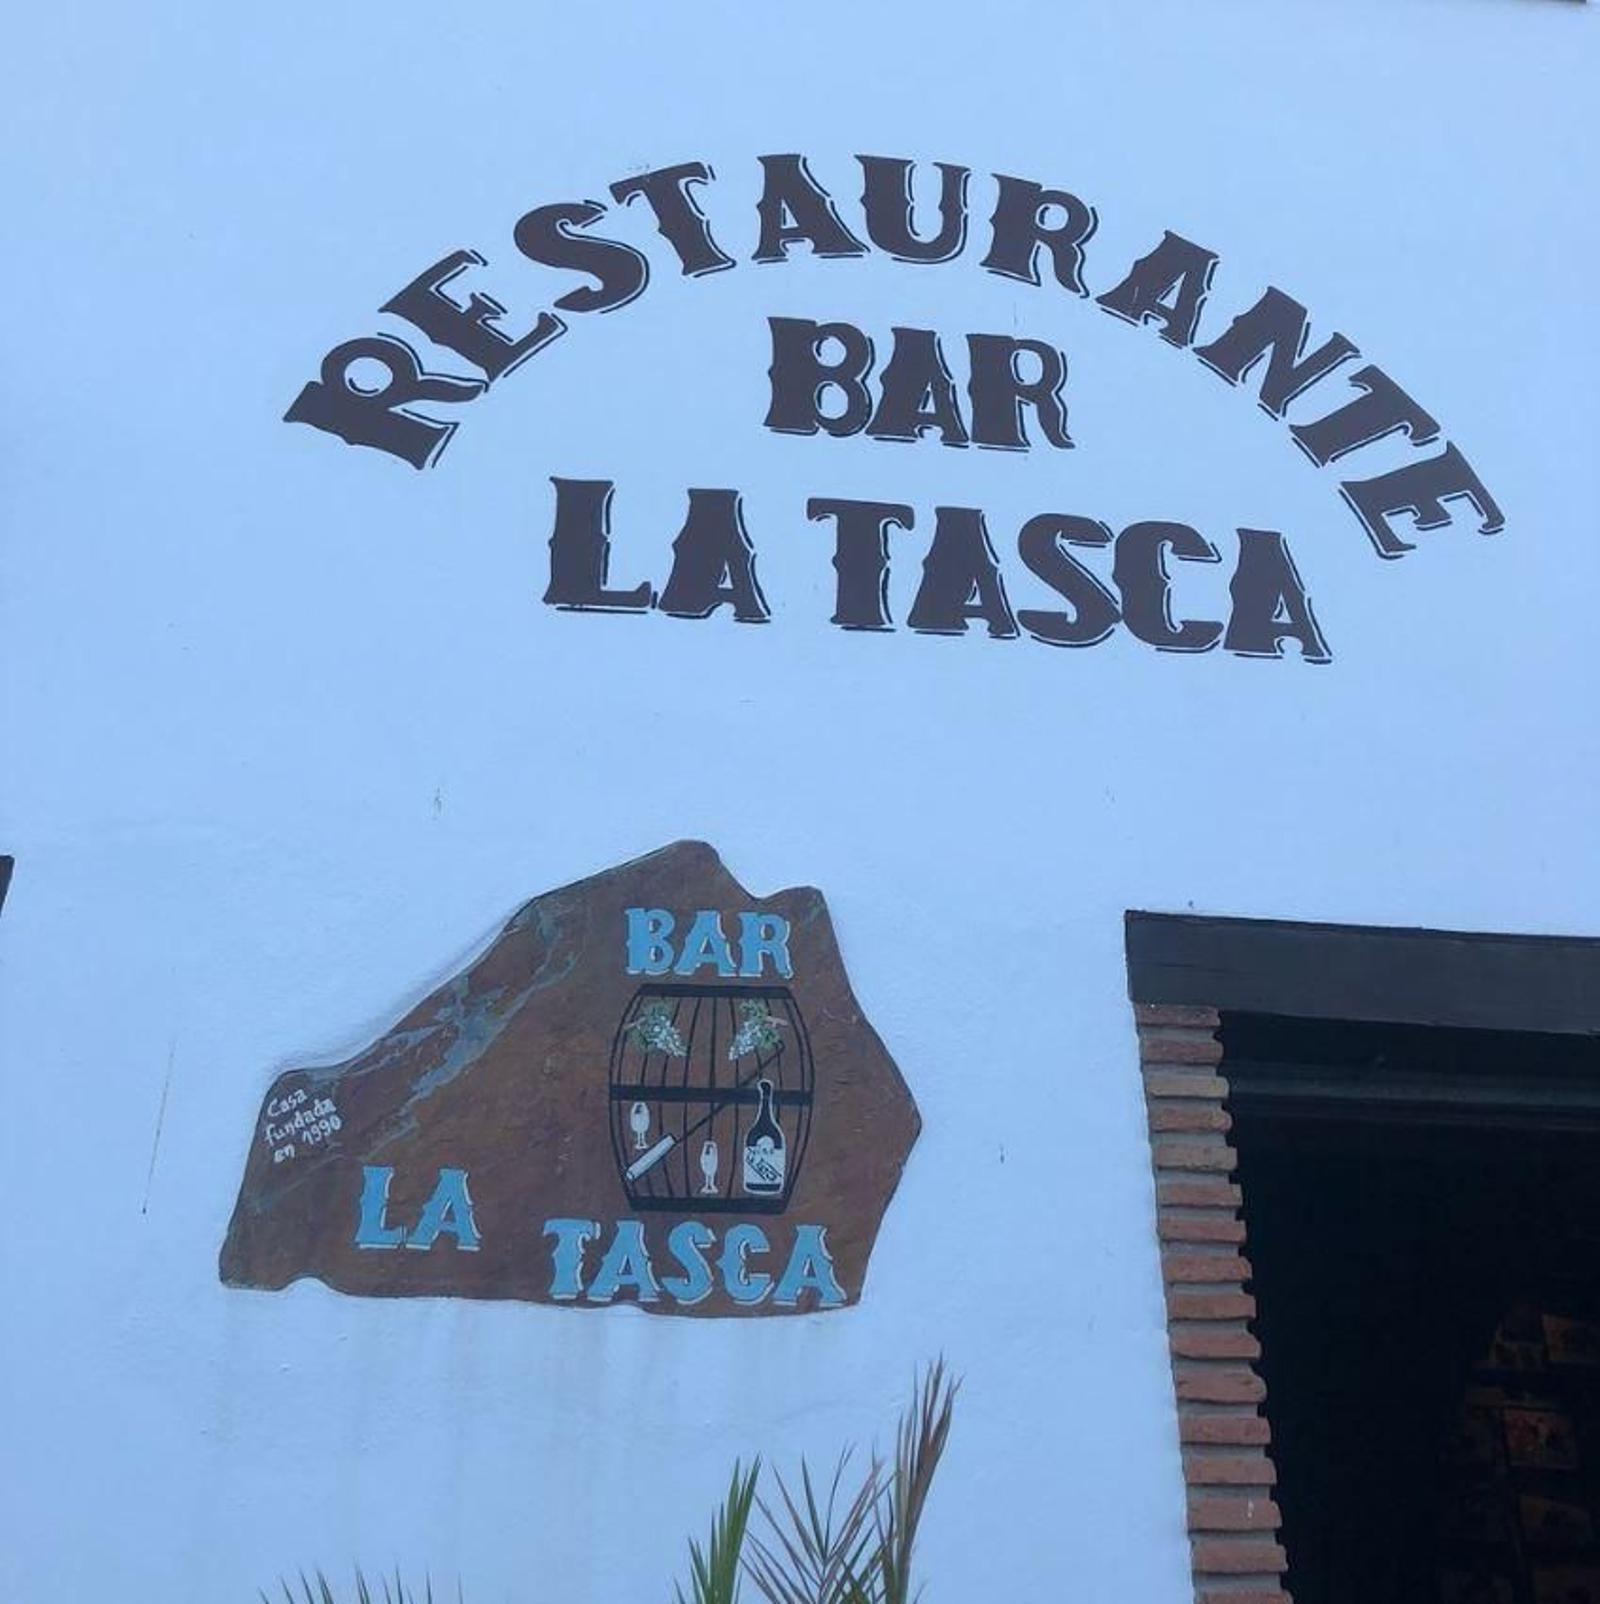 RESTAURANTE
BAR
LA TASCA
BAR
Casa
fundada
en 1990
LA TASCA